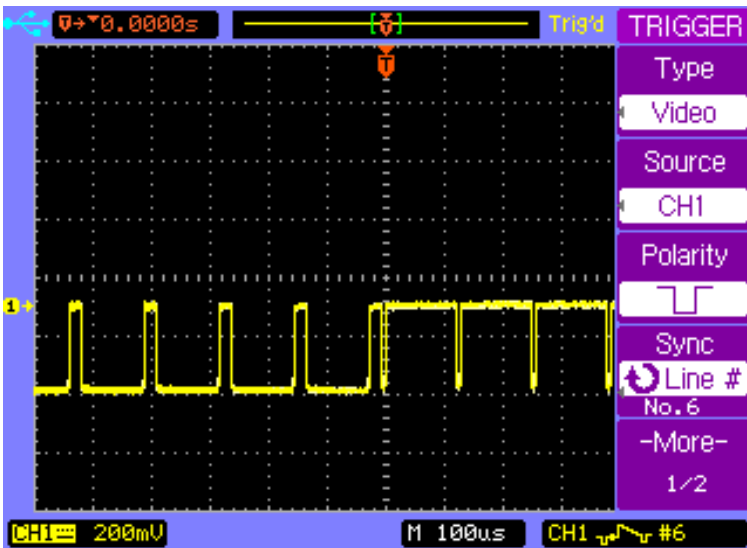 T→▼0.0000s [T] Trig'd TRIGGER
T
Type
Video
Source
CH1
Polarity
1→
Sync
Line #
No.6
-More-
1/2
CH1 200mV M 100us CH1 #6